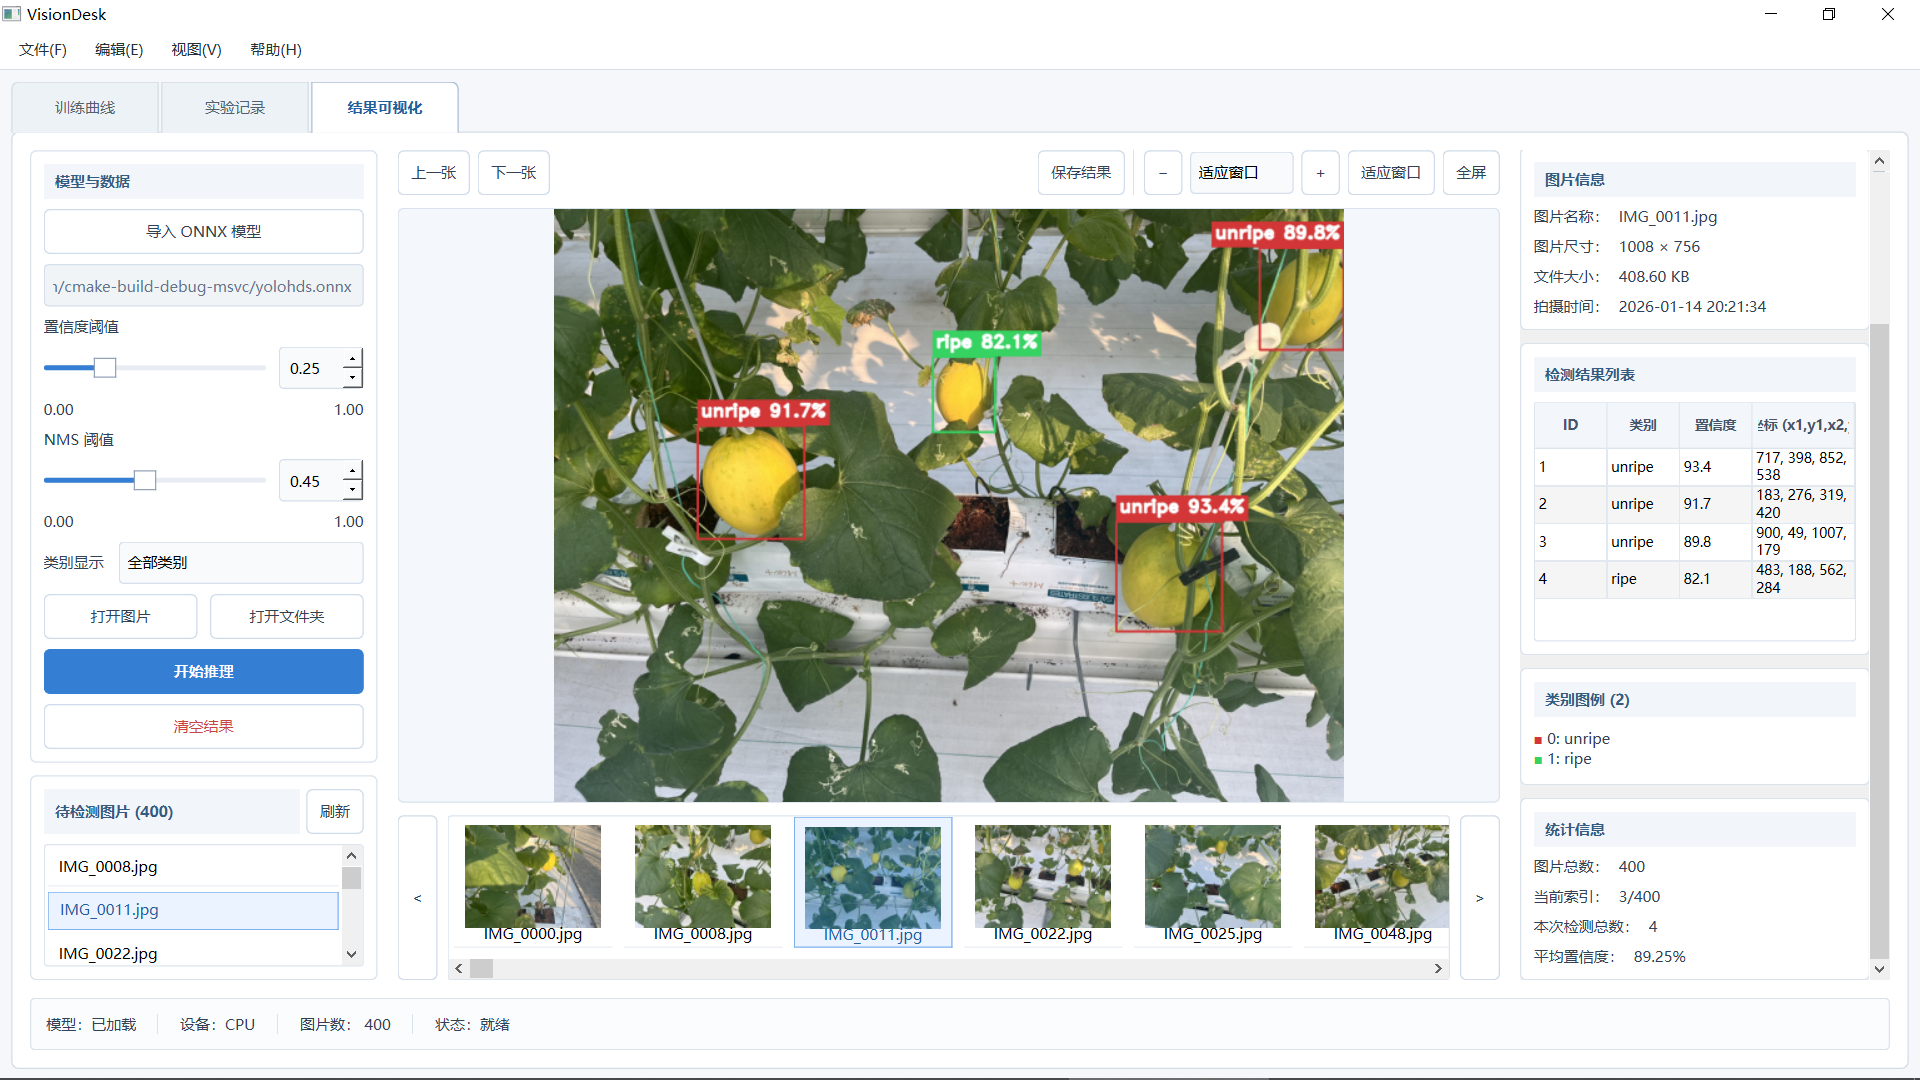 VisionDesk
文件(F) 编辑(E) 视图(V) 帮助(H)
训练曲线 实验记录 结果可视化
模型与数据
导入 ONNX 模型
/cmake-build-debug-msvc/yolohds.onnx
置信度阈值
0.25
0.00 1.00
NMS 阈值
0.45
0.00 1.00
类别显示 全部类别
打开图片 打开文件夹
开始推理
清空结果
待检测图片 (400) 刷新
IMG_0008.jpg
IMG_0011.jpg
IMG_0022.jpg
上一张 下一张 保存结果 − 适应窗口 + 适应窗口 全屏
unripe 89.8%
ripe 82.1%
unripe 91.7%
unripe 93.4%
< IMG_0000.jpg IMG_0008.jpg IMG_0011.jpg IMG_0022.jpg IMG_0025.jpg IMG_0048.jpg >
图片信息
图片名称： IMG_0011.jpg
图片尺寸： 1008 × 756
文件大小： 408.60 KB
拍摄时间： 2026-01-14 20:21:34
检测结果列表
ID 类别 置信度 标 (x1,y1,x2,
1 unripe 93.4 717, 398, 852, 538
2 unripe 91.7 183, 276, 319, 420
3 unripe 89.8 900, 49, 1007, 179
4 ripe 82.1 483, 188, 562, 284
类别图例 (2)
0: unripe
1: ripe
统计信息
图片总数： 400
当前索引： 3/400
本次检测总数： 4
平均置信度： 89.25%
模型：已加载 设备：CPU 图片数： 400 状态：就绪